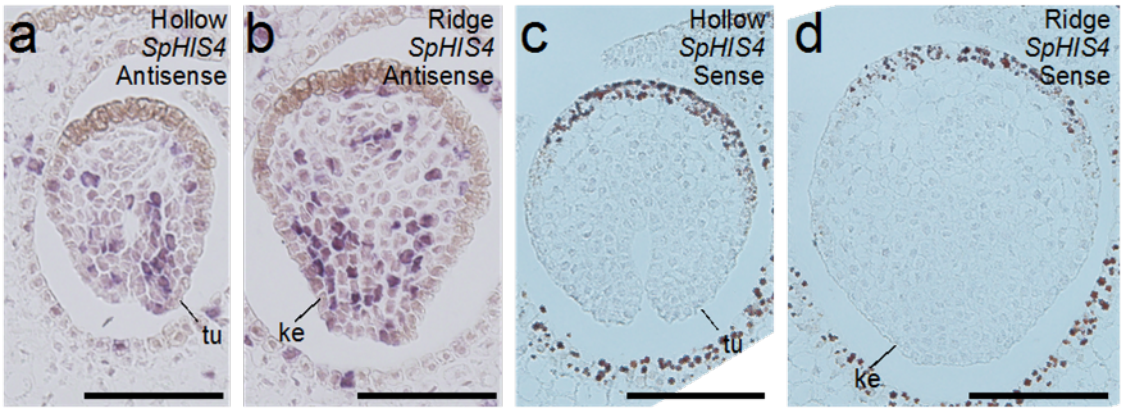 a
Hollow
SpHIS4
Antisense
tu
b
Ridge
SpHIS4
Antisense
ke
c
Hollow
SpHIS4
Sense
tu
d
Ridge
SpHIS4
Sense
ke